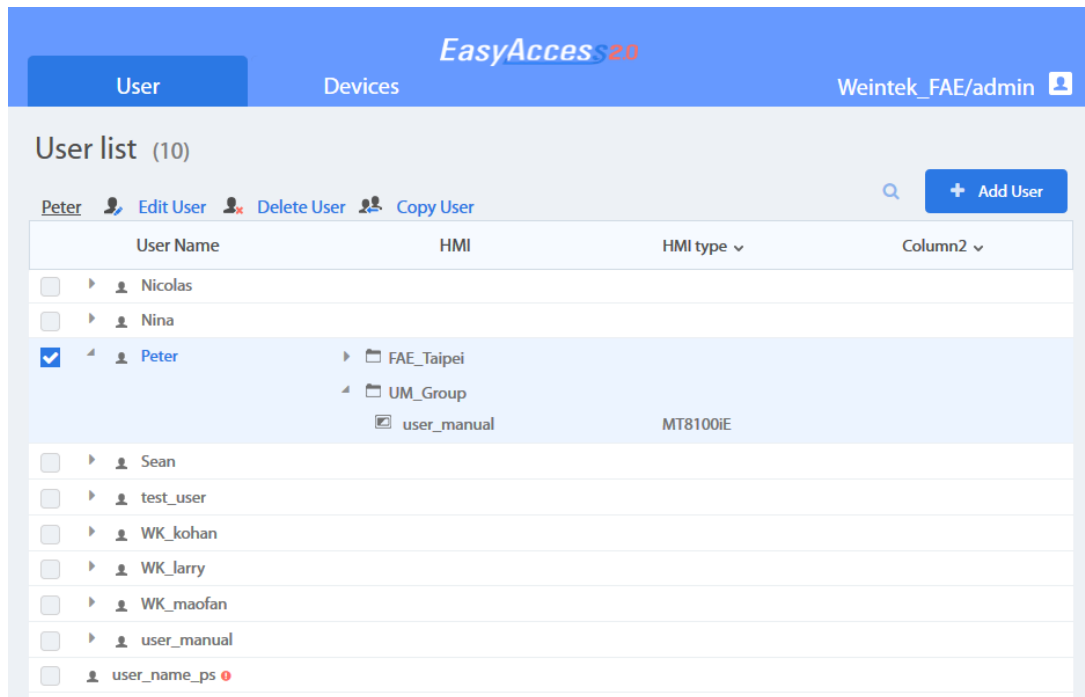 EasyAccess2.0
User Devices Weintek_FAE/admin
User list (10)
Peter Edit User Delete User Copy User + Add User
User Name HMI HMI type Column2
Nicolas
Nina
Peter FAE_Taipei
UM_Group
user_manual MT8100iE
Sean
test_user
WK_kohan
WK_larry
WK_maofan
user_manual
user_name_ps